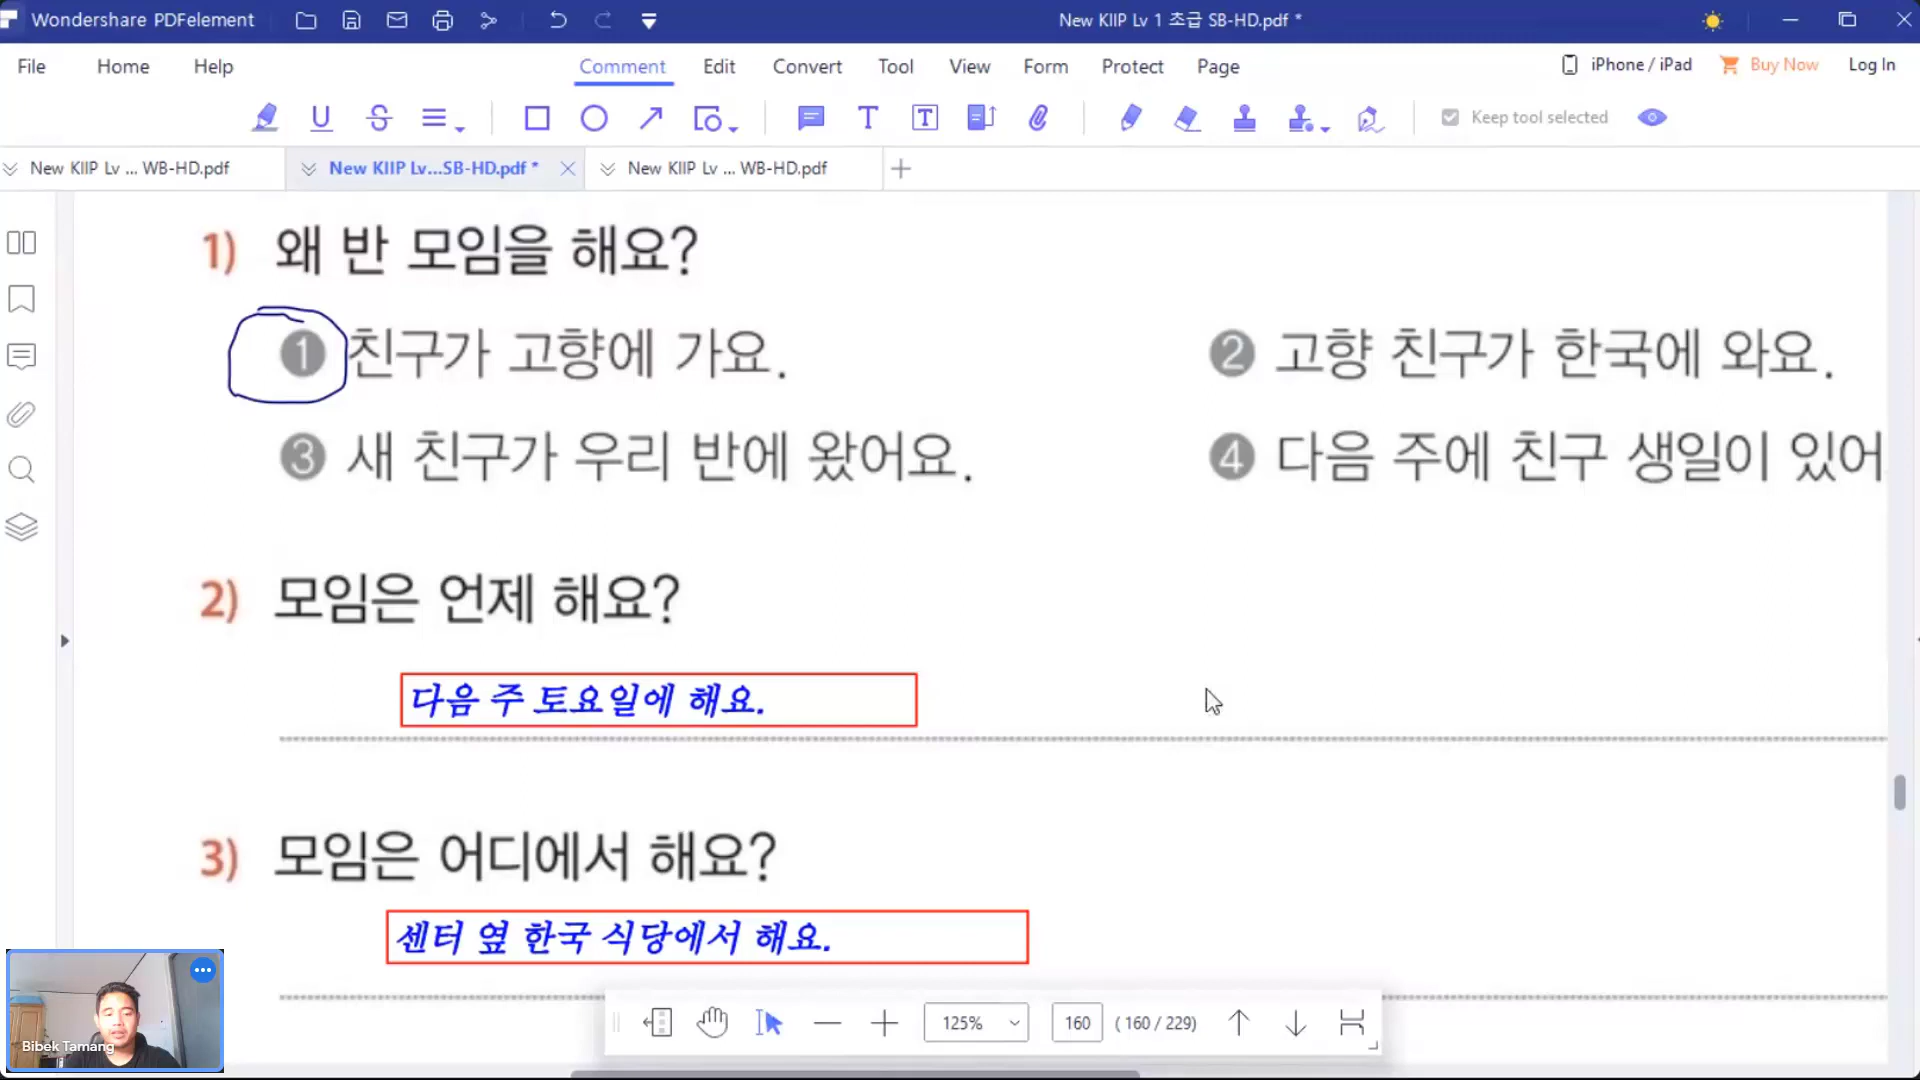 Wondershare PDFelement
New KIIP Lv 1 초급 SB-HD.pdf *
File Home Help Comment Edit Convert Tool View Form Protect Page iPhone / iPad Buy Now Log In
Keep tool selected
New KIIP Lv ... WB-HD.pdf New KIIP Lv...SB-HD.pdf * New KIIP Lv ... WB-HD.pdf
1) 왜 반 모임을 해요?
① 친구가 고향에 가요. ② 고향 친구가 한국에 와요.
③ 새 친구가 우리 반에 왔어요. ④ 다음 주에 친구 생일이 있어
2) 모임은 언제 해요?
다음 주 토요일에 해요.
3) 모임은 어디에서 해요?
센터 옆 한국 식당에서 해요.
Bibek Tamang
125% 160 (160 / 229)